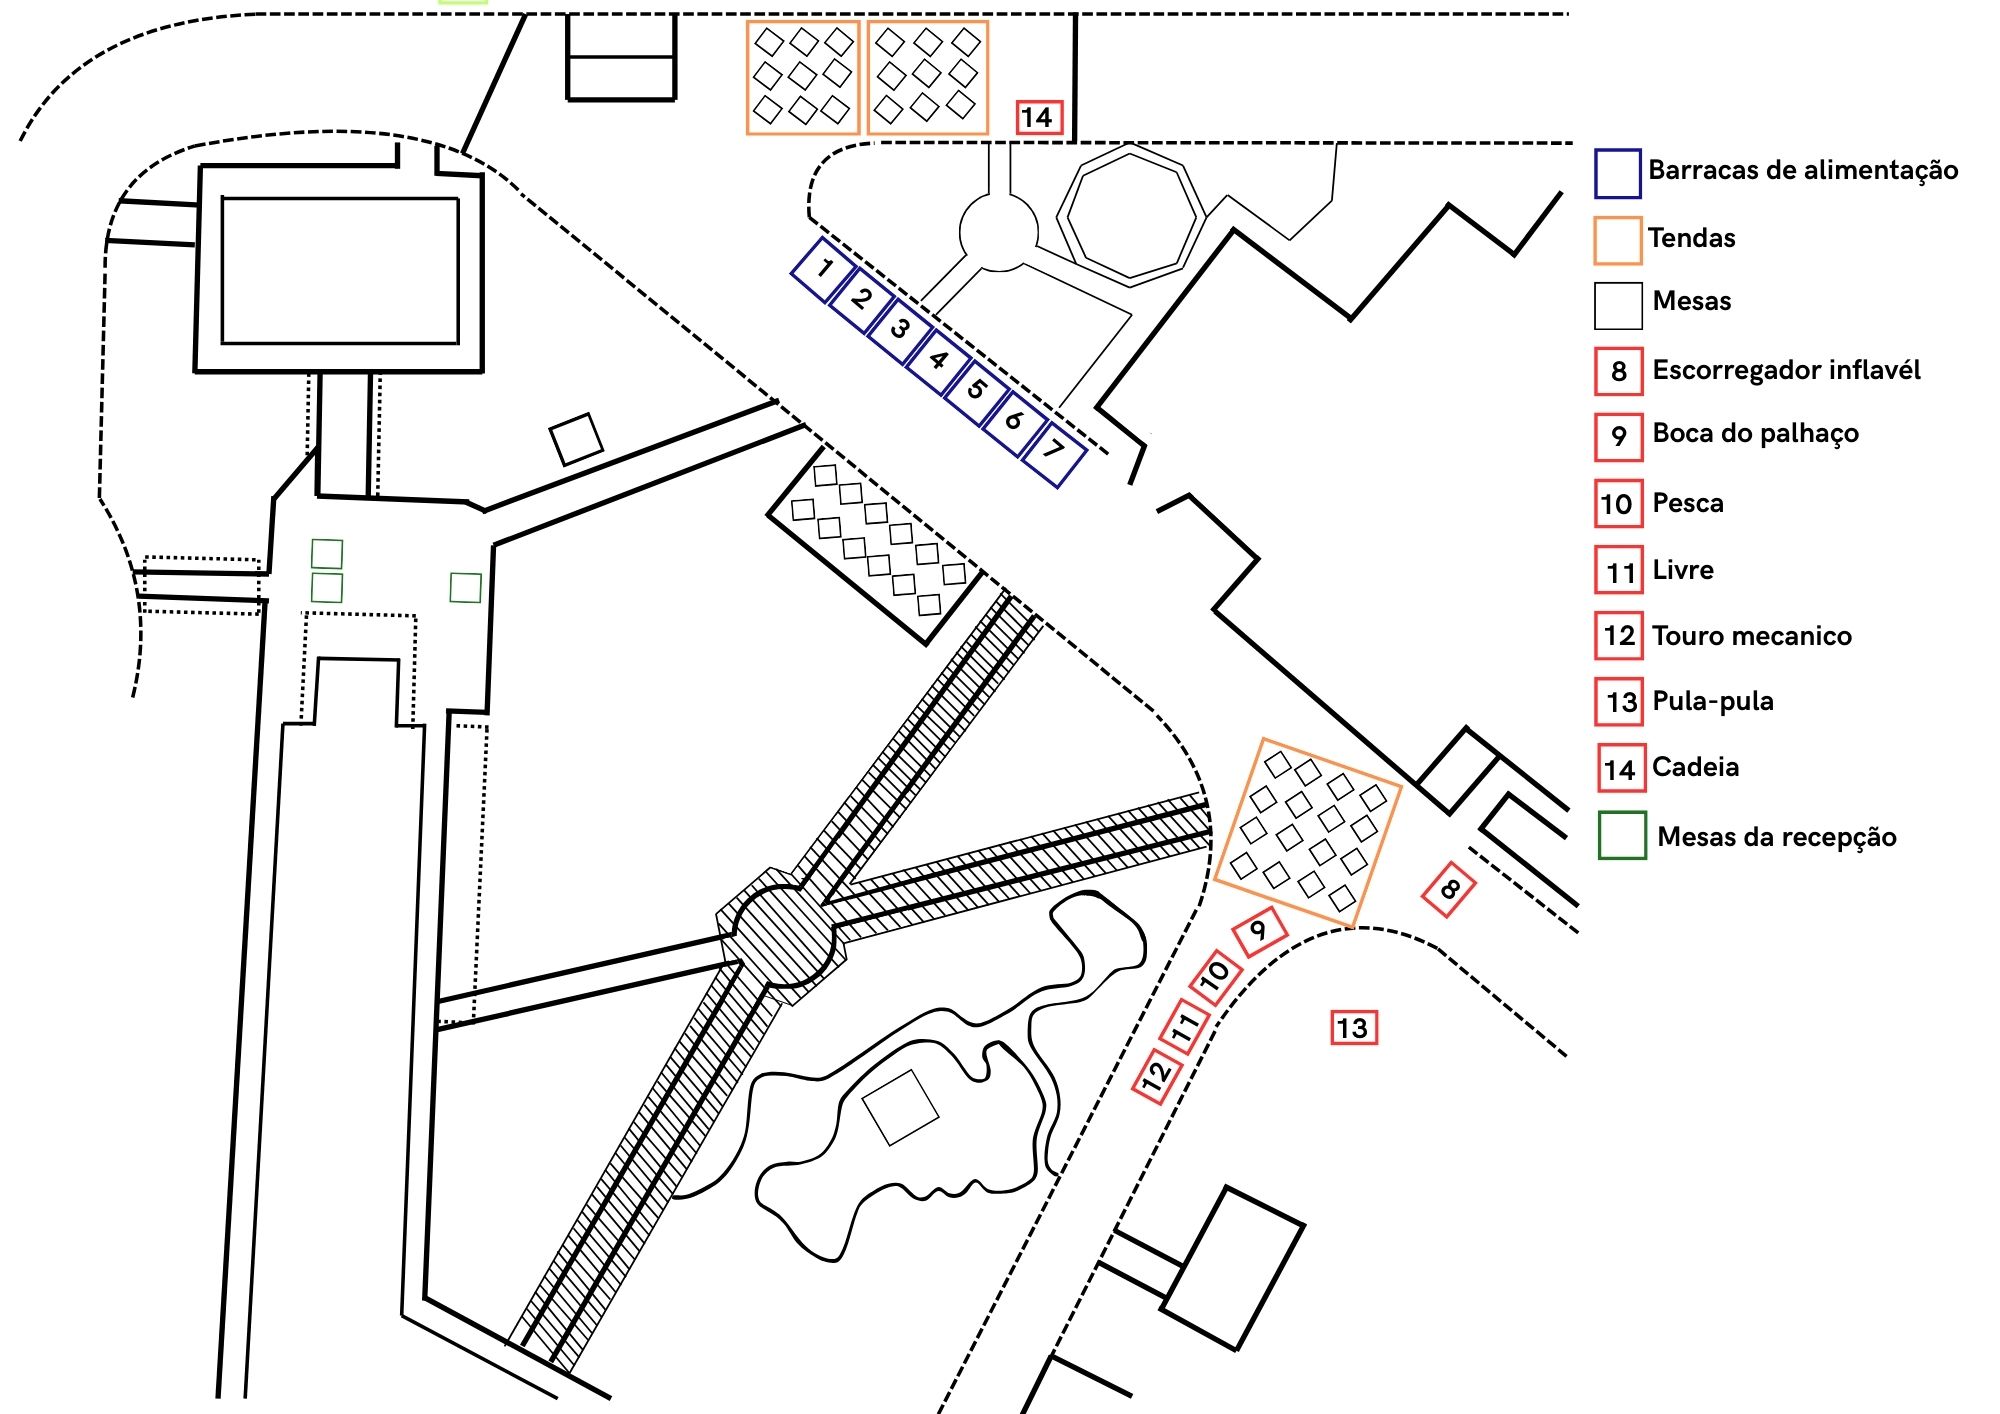 14
1
2
3
4
5
6
7
8
9
10
11
12
13
Barracas de alimentação
Tendas
Mesas
8 Escorregador inflavél
9 Boca do palhaço
10 Pesca
11 Livre
12 Touro mecanico
13 Pula-pula
14 Cadeia
Mesas da recepção